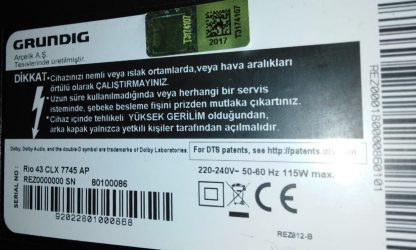 GRUNDIG
Arçelik A.Ş.
Tesislerinde üretilmiştir.
T3174107
2017
T3174107
DİKKAT• Cihazınızı nemli veya ıslak ortamlarda,veya hava aralıkları
örtülü olarak ÇALIŞTIRMAYINIZ.
• Uzun süre kullanılmadığında veya herhangi bir servis
isteminde, şebeke besleme fişini prizden mutlaka çıkartınız.
• Cihaz içinde tehlikeli YÜKSEK GERİLİM olduğundan,
arka kapak yalnızca yetkili kişiler tarafından açılmalıdır.
Dolby, Dolby Audio, and the double-D symbol are trademarks of Dolby Laboratories.
For DTS patents, see http://patents.dts.com
SERIAL NO :
Rio 43 CLX 7745 AP
REZ0000000 SN 80100086
92022801000868
220-240V~ 50-60 Hz 115W max.
CE
REZ812-B